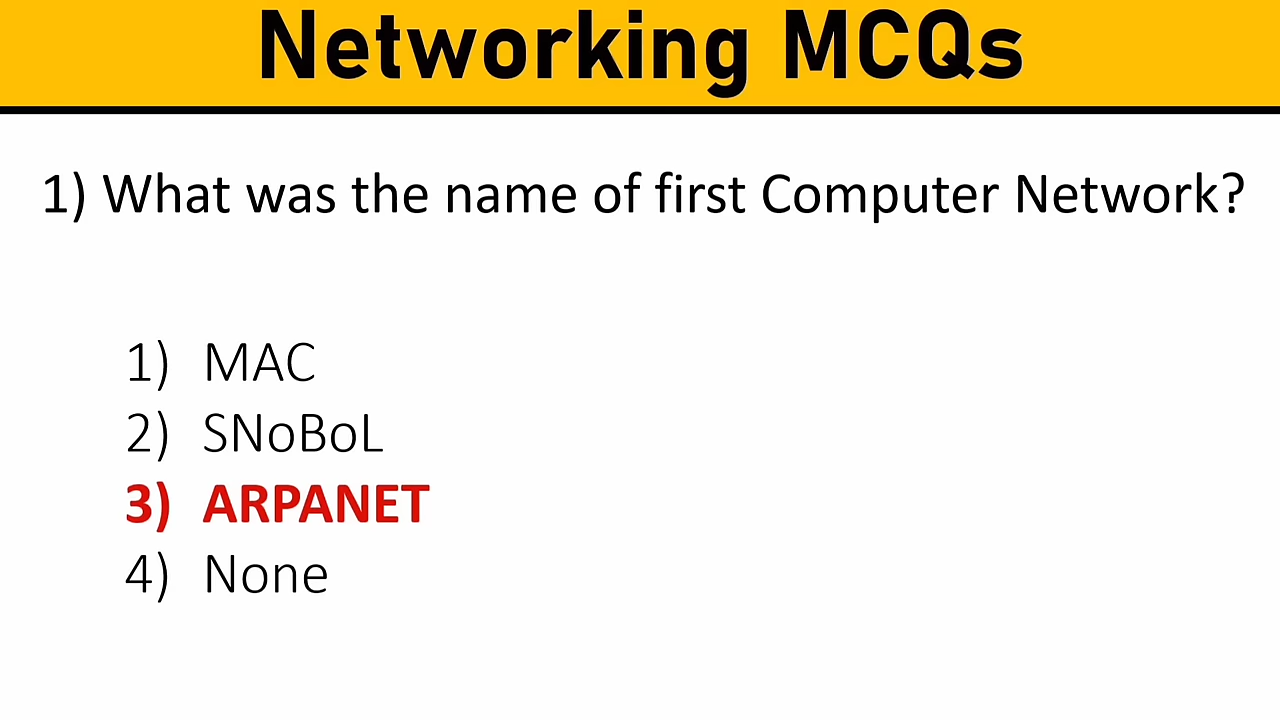 Networking MCQs
1) What was the name of first Computer Network?
1) MAC
2) SNoBoL
3) ARPANET
4) None